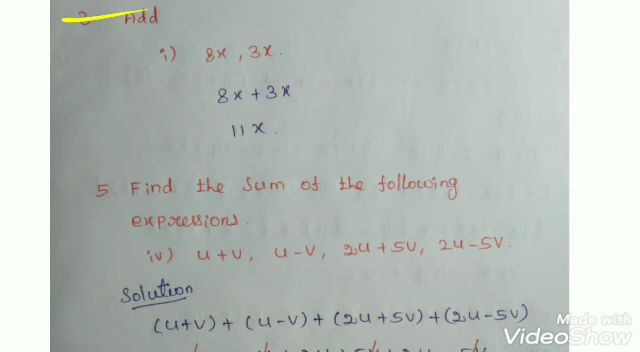 3 Add
i) 8x, 3x.
8x + 3x
11x.
5. Find the sum of the following
expressions.
iv) u+v, u-v, 2u+5v, 2u-5v.
Solution
(u+v) + (u-v) + (2u+5v) + (2u-5v)
Made with
VideoShow